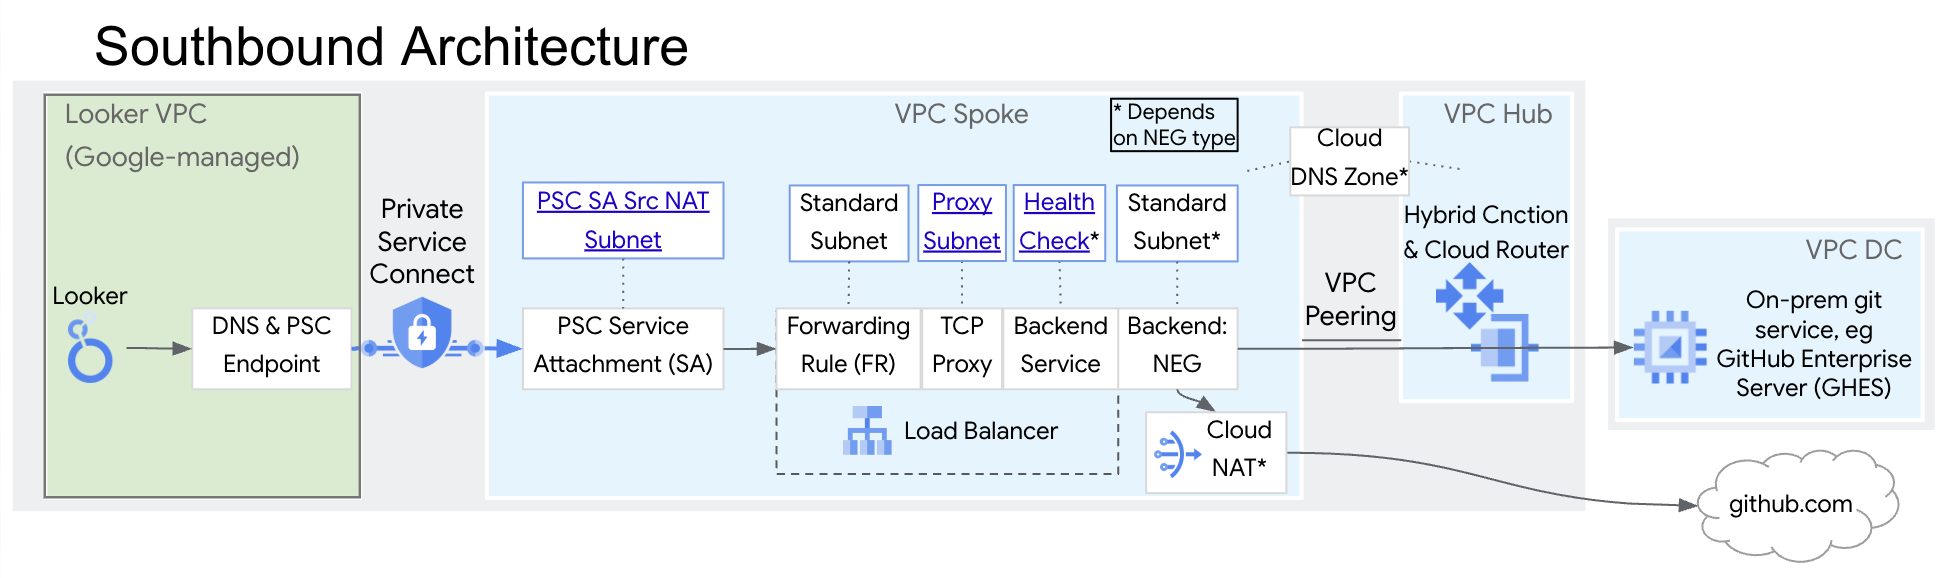 Southbound Architecture
Looker VPC
(Google-managed)
Looker
DNS & PSC
Endpoint
Private
Service
Connect
VPC Spoke
* Depends
on NEG type
PSC SA Src NAT
Subnet
Standard
Subnet
Proxy
Subnet
Health
Check*
Standard
Subnet*
PSC Service
Attachment (SA)
Forwarding
Rule (FR)
TCP
Proxy
Backend
Service
Backend:
NEG
Load Balancer
Cloud
NAT*
Cloud
DNS Zone*
VPC
Peering
VPC Hub
Hybrid Cnction
& Cloud Router
VPC DC
On-prem git
service, eg
GitHub Enterprise
Server (GHES)
github.com